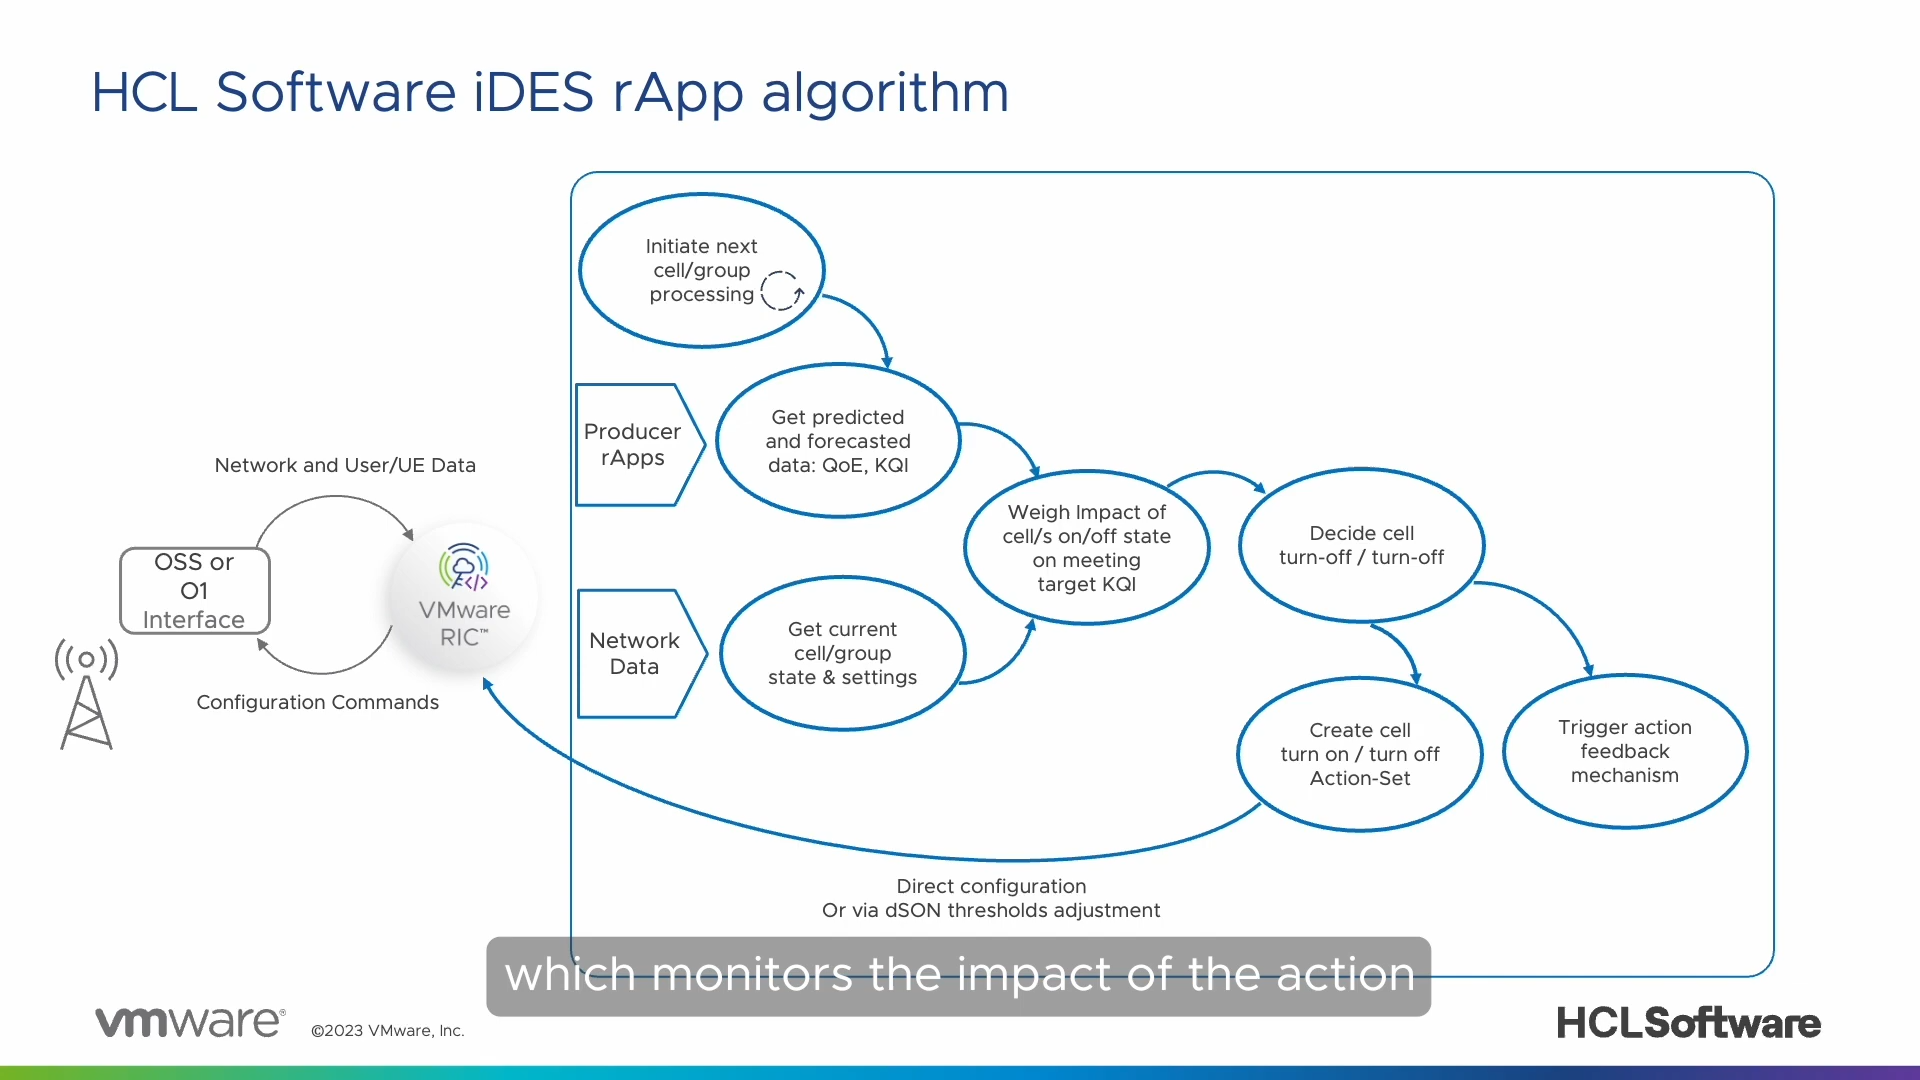 HCL Software iDES rApp algorithm
Initiate next
cell/group
processing
Producer
rApps
Get predicted
and forecasted
data: QoE, KQI
Network and User/UE Data
OSS or
O1
Interface
VMware
RIC™
Configuration Commands
Network
Data
Get current
cell/group
state & settings
Weigh Impact of
cell/s on/off state
on meeting
target KQI
Decide cell
turn-off / turn-off
Create cell
turn on / turn off
Action-Set
Trigger action
feedback
mechanism
Direct configuration
Or via dSON thresholds adjustment
which monitors the impact of the action
vmware®
©2023 VMware, Inc.
HCLSoftware